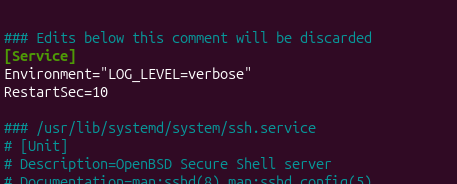 ### Edits below this comment will be discarded
[Service]
Environment="LOG_LEVEL=verbose"
RestartSec=10
### /usr/lib/systemd/system/ssh.service
# [Unit]
# Description=OpenBSD Secure Shell server
# Documentation=man:sshd(8) man:sshd_config(5)